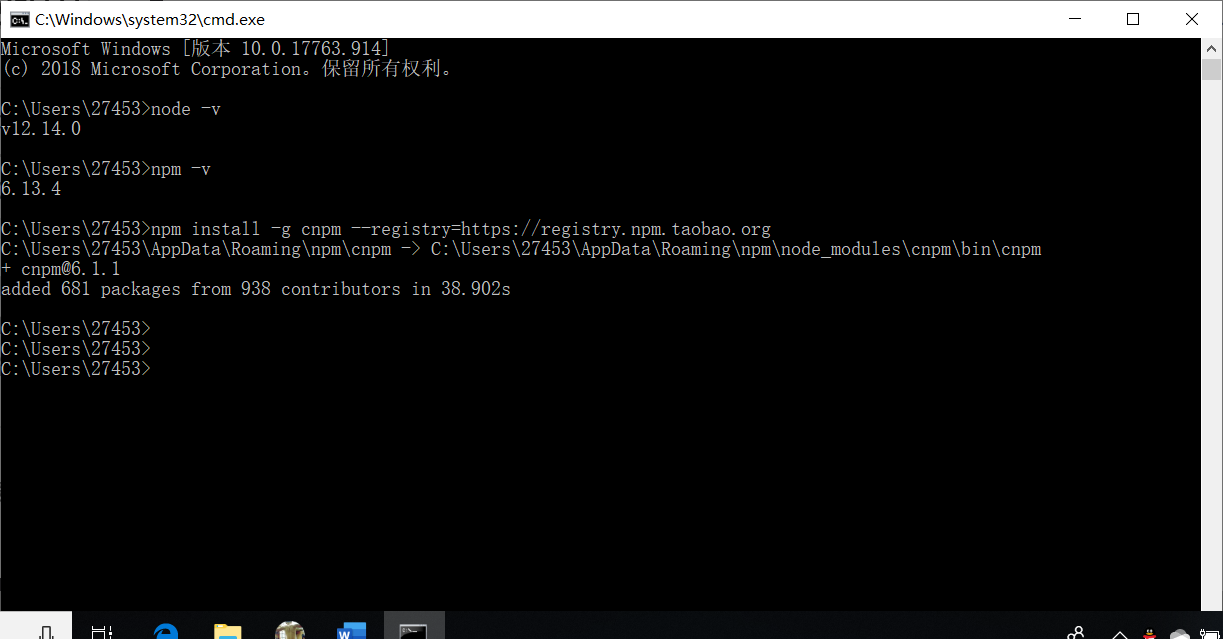 C:\Windows\system32\cmd.exe
Microsoft Windows [版本 10.0.17763.914]
(c) 2018 Microsoft Corporation。保留所有权利。
C:\Users\27453>node -v
v12.14.0
C:\Users\27453>npm -v
6.13.4
C:\Users\27453>npm install -g cnpm --registry=https://registry.npm.taobao.org
C:\Users\27453\AppData\Roaming\npm\cnpm -> C:\Users\27453\AppData\Roaming\npm\node_modules\cnpm\bin\cnpm
+ cnpm@6.1.1
added 681 packages from 938 contributors in 38.902s
C:\Users\27453>
C:\Users\27453>
C:\Users\27453>